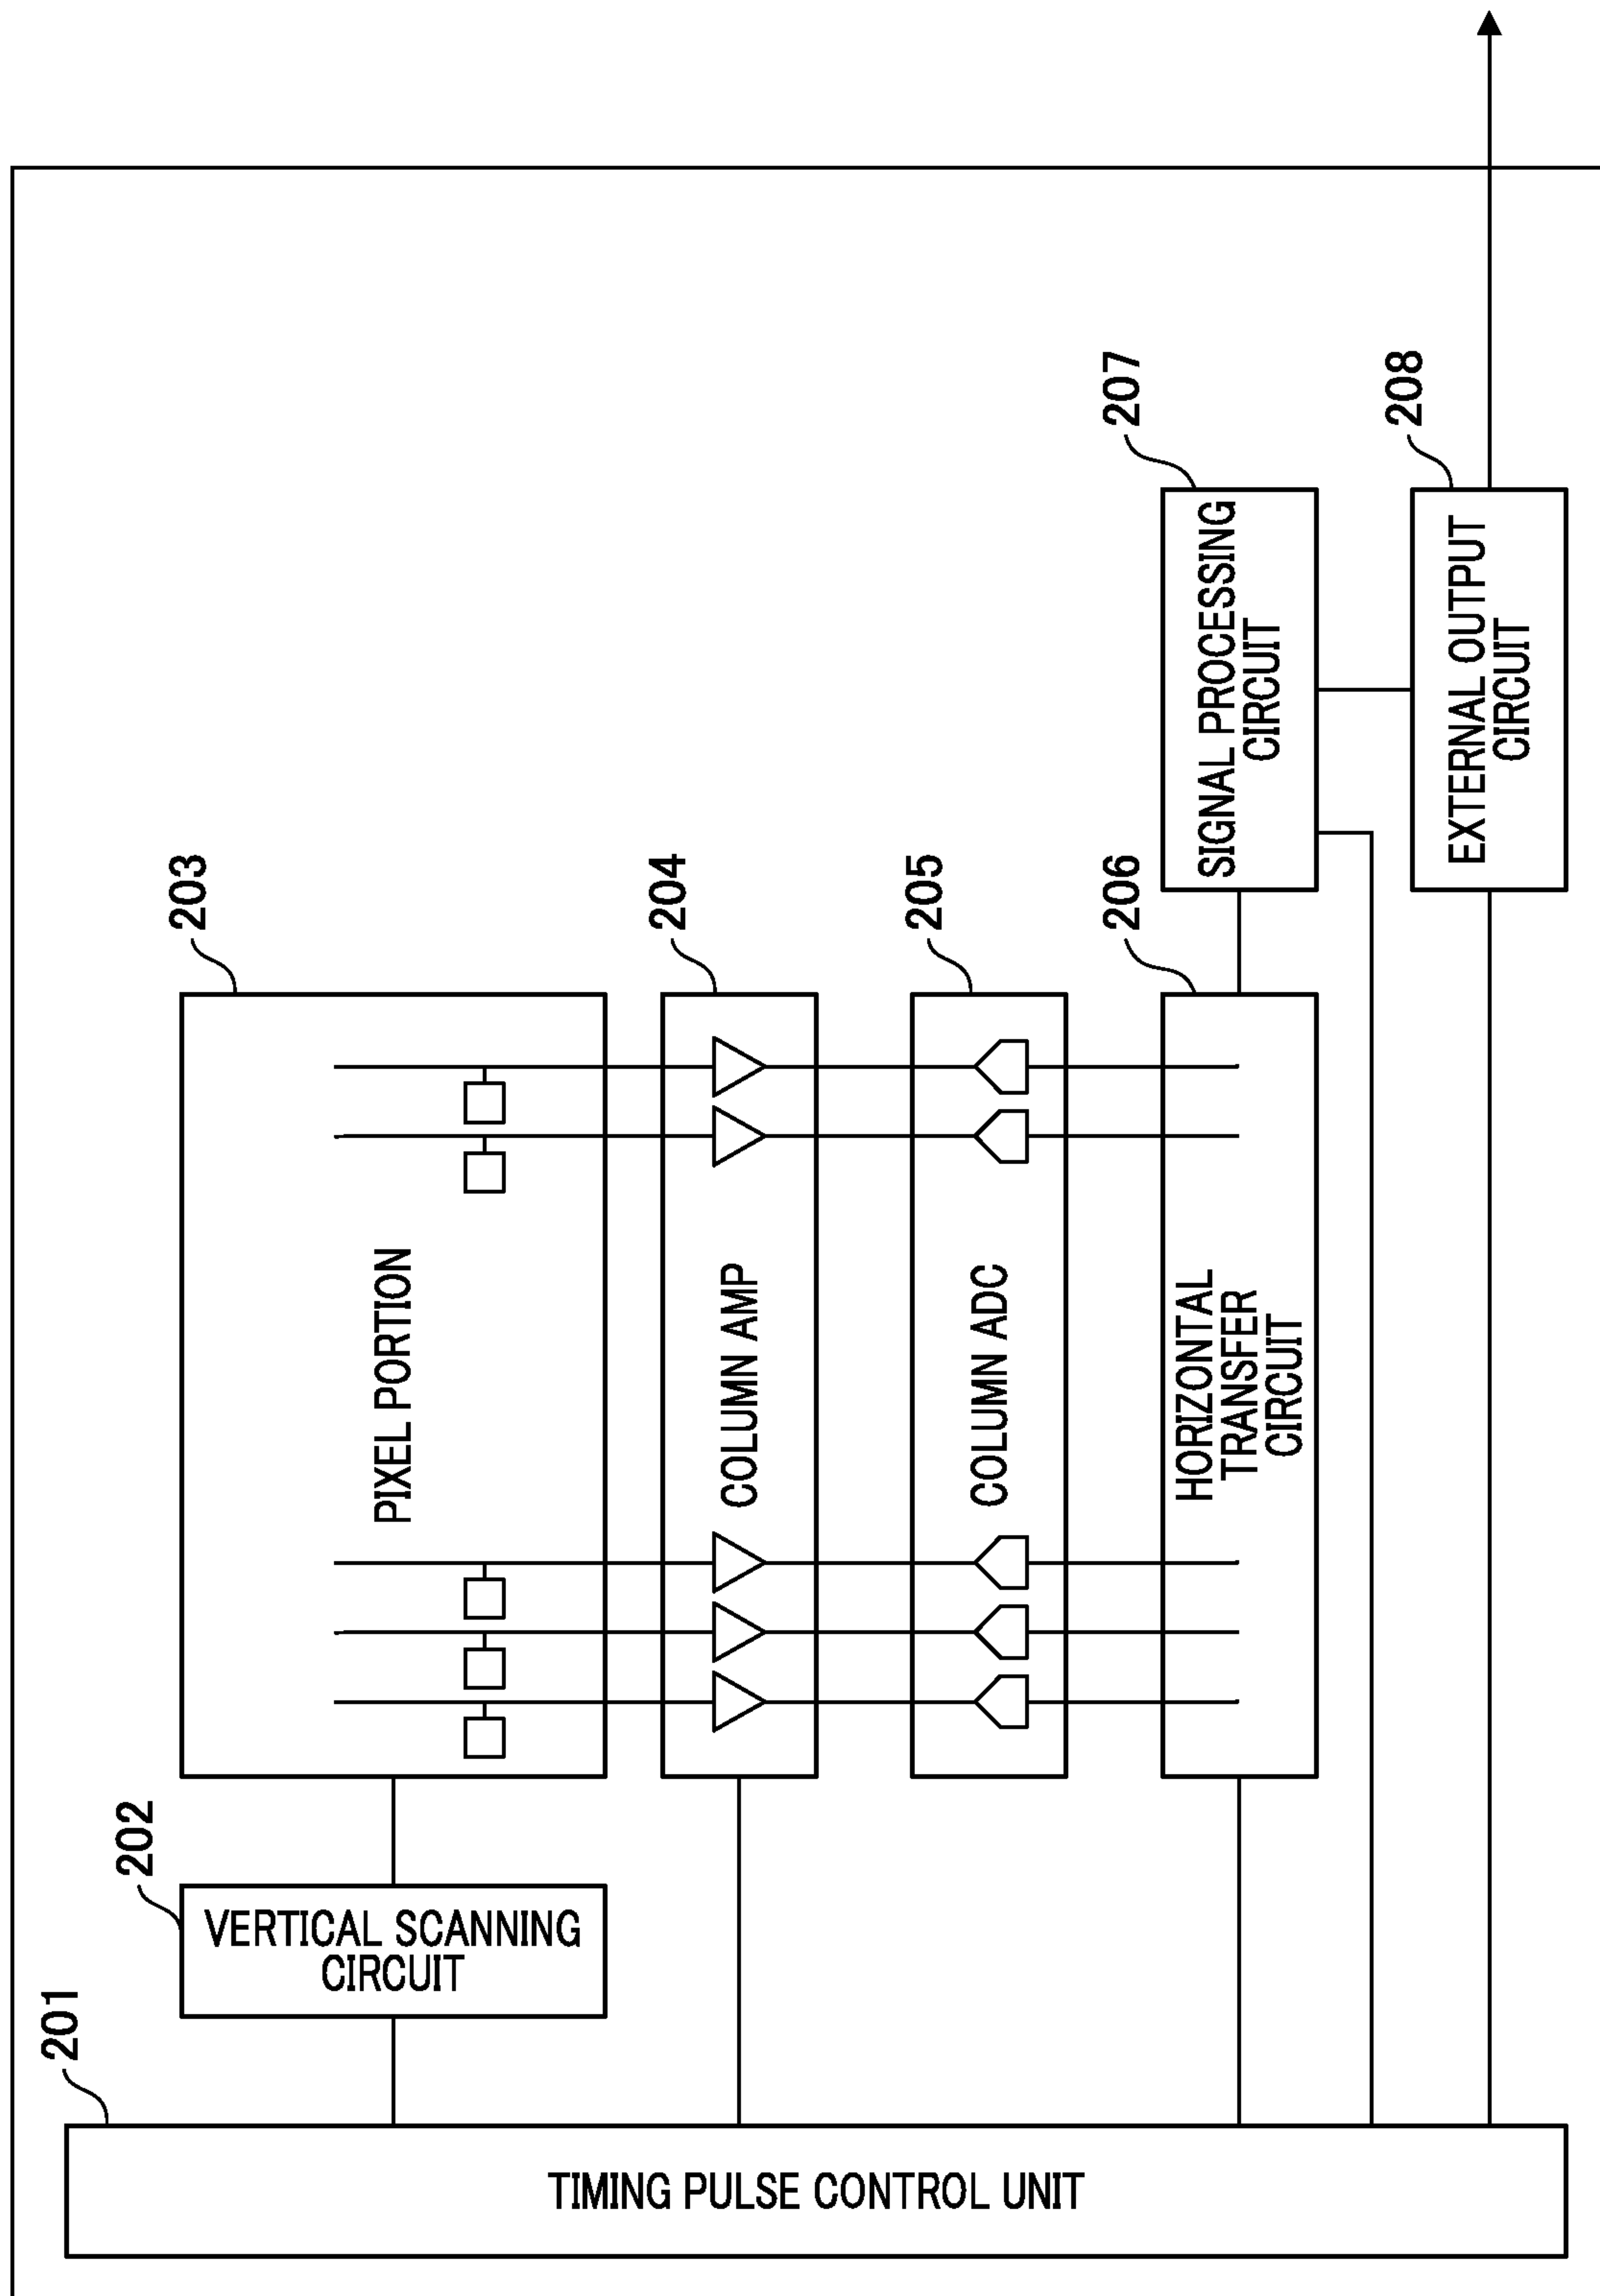 201
TIMING PULSE CONTROL UNIT
202
VERTICAL SCANNING
CIRCUIT
203
PIXEL PORTION
204
COLUMN AMP
205
COLUMN ADC
206
HORIZONTAL
TRANSFER
CIRCUIT
207
SIGNAL PROCESSING
CIRCUIT
208
EXTERNAL OUTPUT
CIRCUIT